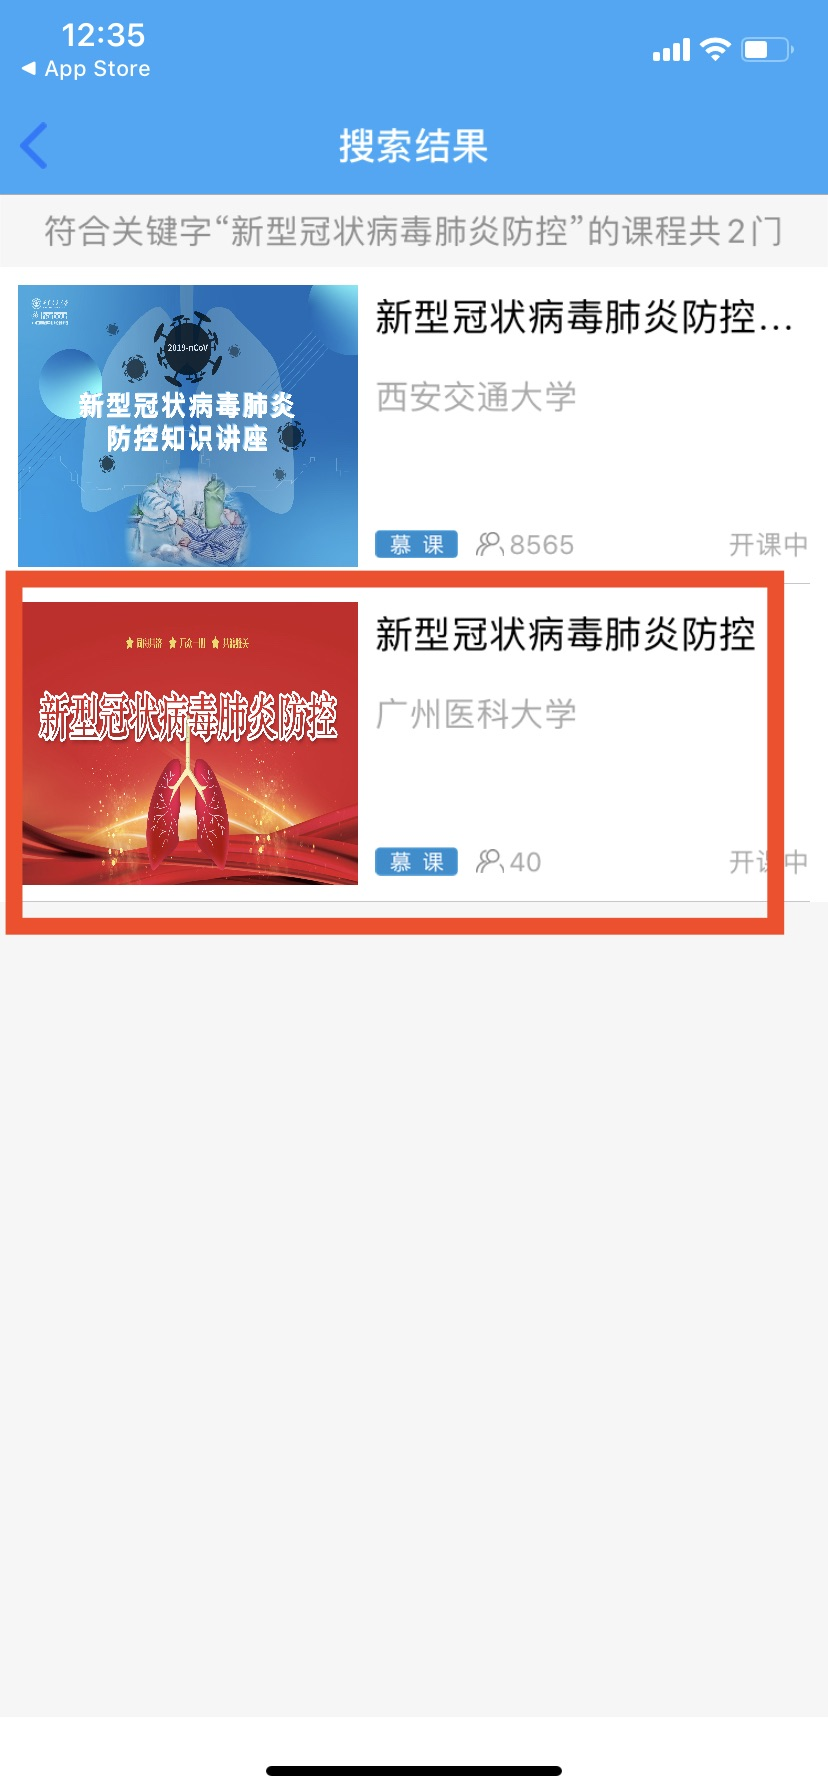 12:35
◀ App Store
搜索结果
符合关键字“新型冠状病毒肺炎防控”的课程共2门
2019-nCoV
新型冠状病毒肺炎
防控知识讲座
新型冠状病毒肺炎防控...
西安交通大学
慕课 8565 开课中
新型冠状病毒肺炎防控
新型冠状病毒肺炎防控
广州医科大学
慕课 40 开课中